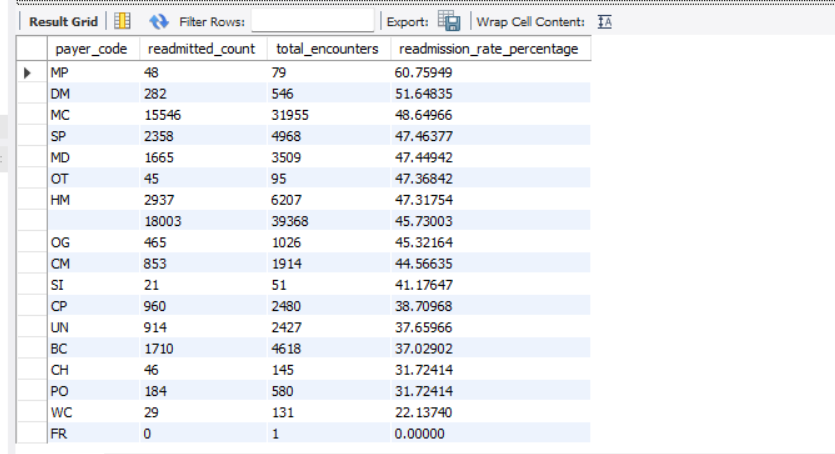 Result Grid Filter Rows: Export: Wrap Cell Content:
payer_code readmitted_count total_encounters readmission_rate_percentage
MP 48 79 60.75949
DM 282 546 51.64835
MC 15546 31955 48.64966
SP 2358 4968 47.46377
MD 1665 3509 47.44942
OT 45 95 47.36842
HM 2937 6207 47.31754
18003 39368 45.73003
OG 465 1026 45.32164
CM 853 1914 44.56635
SI 21 51 41.17647
CP 960 2480 38.70968
UN 914 2427 37.65966
BC 1710 4618 37.02902
CH 46 145 31.72414
PO 184 580 31.72414
WC 29 131 22.13740
FR 0 1 0.00000